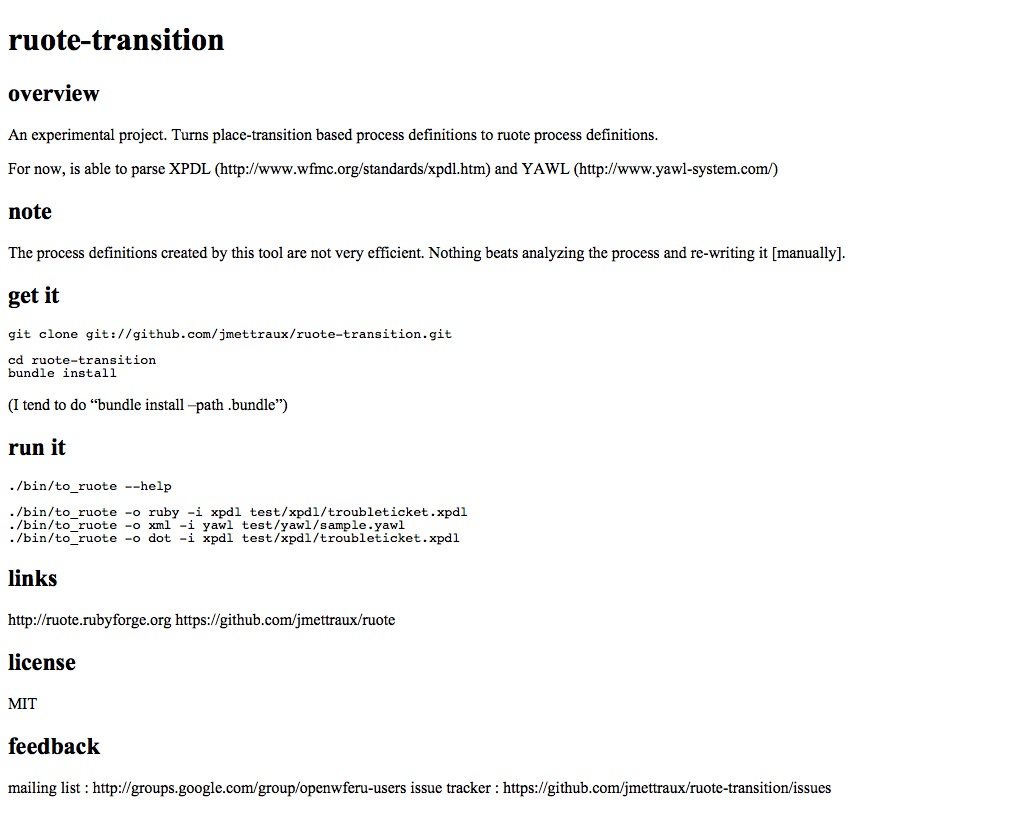 ruote-transition
overview
An experimental project. Turns place-transition based process definitions to ruote process definitions.
For now, is able to parse XPDL (http://www.wfmc.org/standards/xpdl.htm) and YAWL (http://www.yawl-system.com/)
note
The process definitions created by this tool are not very efficient. Nothing beats analyzing the process and re-writing it [manually].
get it
git clone git://github.com/jmettraux/ruote-transition.git
cd ruote-transition
bundle install
(I tend to do “bundle install –path .bundle”)
run it
./bin/to_ruote --help
./bin/to_ruote -o ruby -i xpdl test/xpdl/troubleticket.xpdl
./bin/to_ruote -o xml -i yawl test/yawl/sample.yawl
./bin/to_ruote -o dot -i xpdl test/xpdl/troubleticket.xpdl
links
http://ruote.rubyforge.org https://github.com/jmettraux/ruote
license
MIT
feedback
mailing list : http://groups.google.com/group/openwferu-users issue tracker : https://github.com/jmettraux/ruote-transition/issues